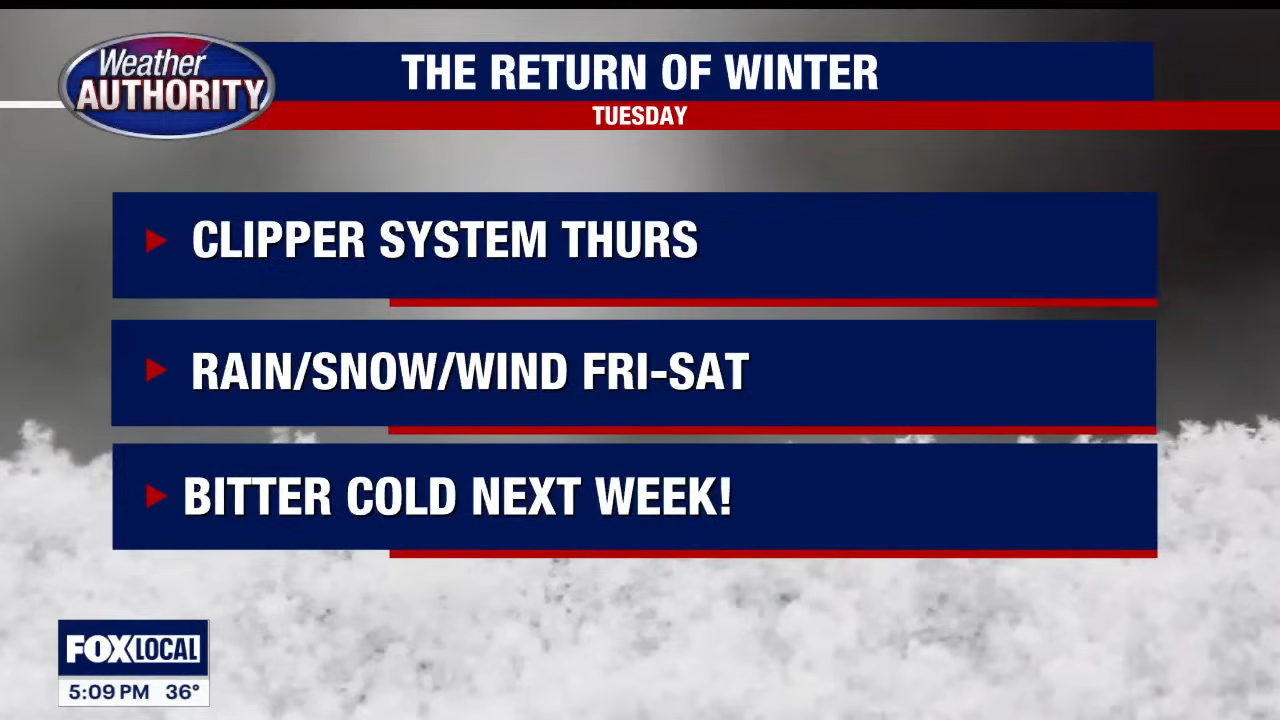 Weather
AUTHORITY
THE RETURN OF WINTER
TUESDAY
CLIPPER SYSTEM THURS
RAIN/SNOW/WIND FRI-SAT
BITTER COLD NEXT WEEK!
FOX LOCAL
5:09 PM 36°